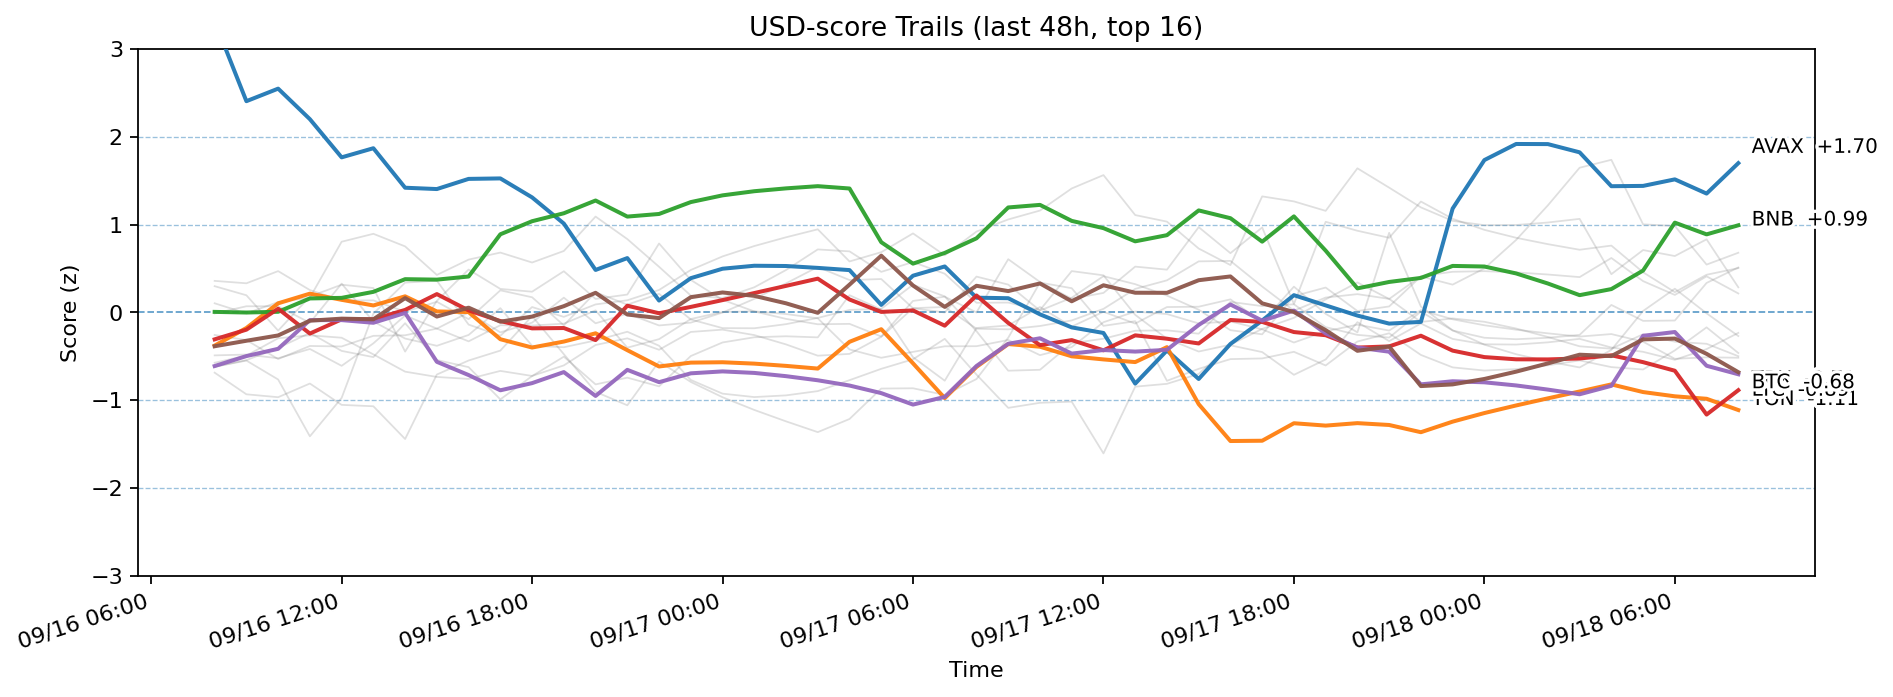 USD-score Trails (last 48h, top 16)
Score (z)
3
2
1
0
−1
−2
−3
AVAX +1.70
BNB +0.99
BTC -0.68
TON -1.11
09/16 06:00
09/16 12:00
09/16 18:00
09/17 00:00
09/17 06:00
09/17 12:00
09/17 18:00
09/18 00:00
09/18 06:00
Time